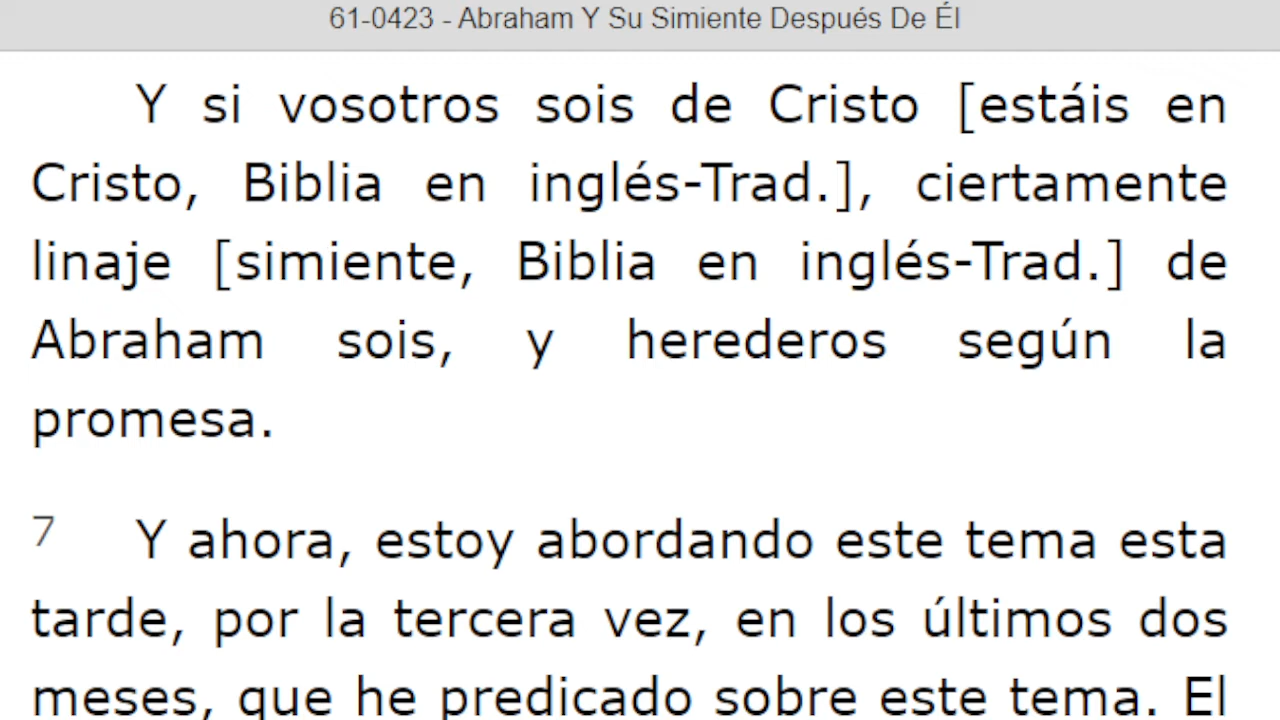 61-0423 - Abraham Y Su Simiente Después De Él
Y si vosotros sois de Cristo [estáis en
Cristo, Biblia en inglés-Trad.], ciertamente
linaje [simiente, Biblia en inglés-Trad.] de
Abraham sois, y herederos según la
promesa.
7 Y ahora, estoy abordando este tema esta
tarde, por la tercera vez, en los últimos dos
meses, que he predicado sobre este tema. El